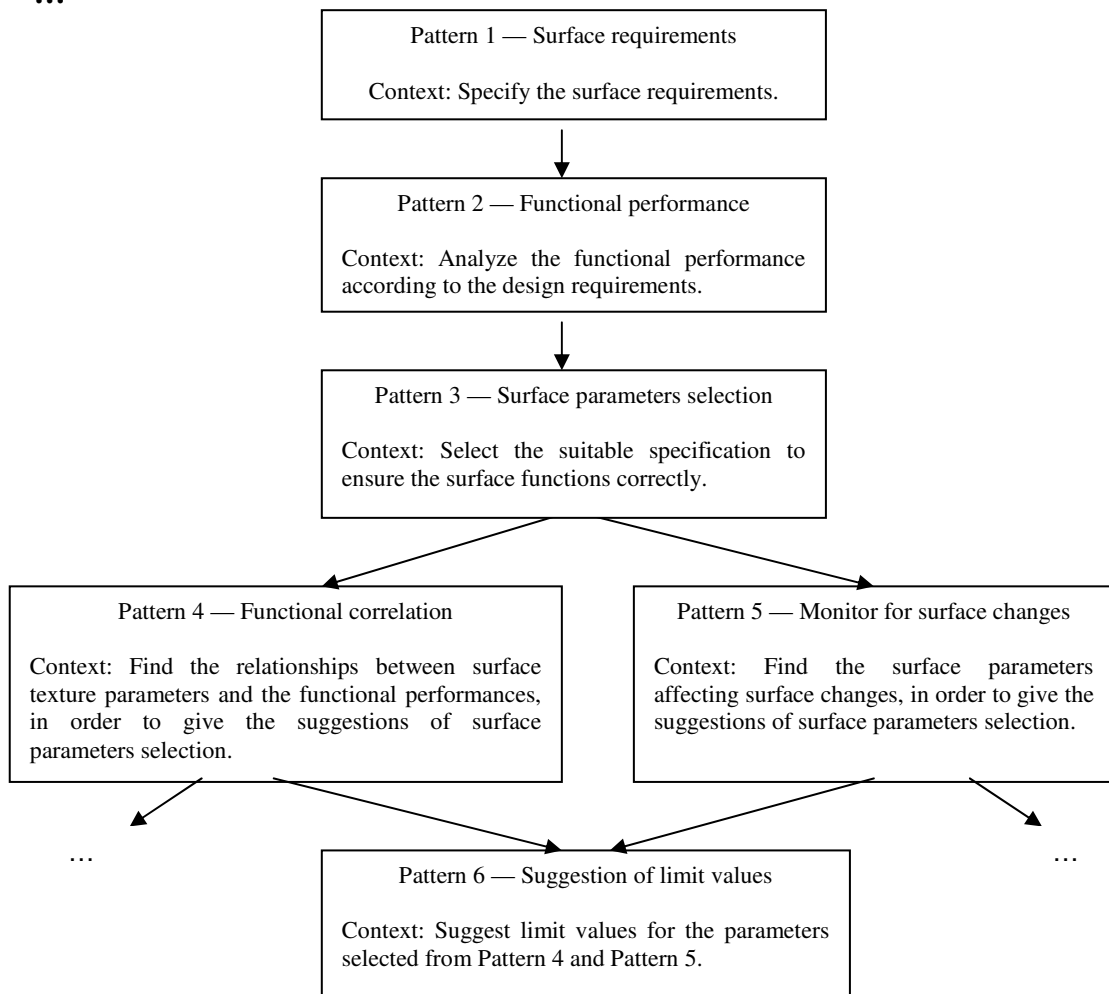 ...
Pattern 1 — Surface requirements
Context: Specify the surface requirements.
Pattern 2 — Functional performance
Context: Analyze the functional performance
according to the design requirements.
Pattern 3 — Surface parameters selection
Context: Select the suitable specification to
ensure the surface functions correctly.
Pattern 4 — Functional correlation
Context: Find the relationships between surface
texture parameters and the functional performances,
in order to give the suggestions of surface
parameters selection.
Pattern 5 — Monitor for surface changes
Context: Find the surface parameters
affecting surface changes, in order to give the
suggestions of surface parameters selection.
...
...
Pattern 6 — Suggestion of limit values
Context: Suggest limit values for the parameters
selected from Pattern 4 and Pattern 5.